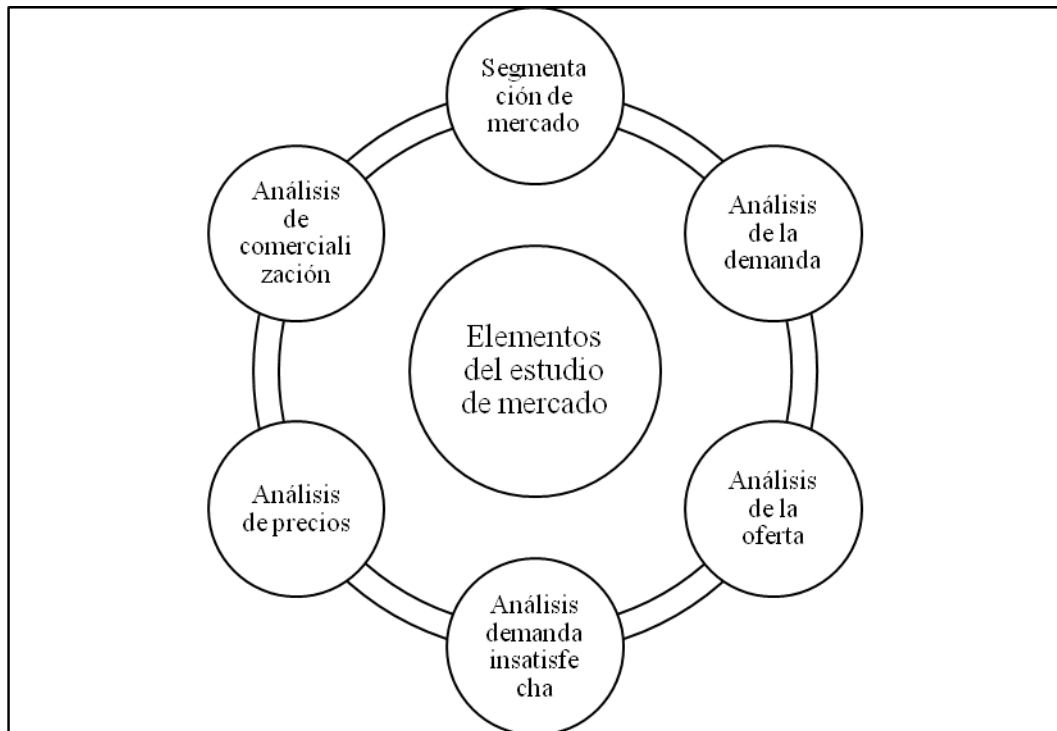 Segmenta
ción de
mercado
Análisis
de la
demanda
Análisis
de la
oferta
Análisis
demanda
insatisfe
cha
Análisis
de precios
Análisis
de
comerciali
zación
Elementos
del estudio
de mercado